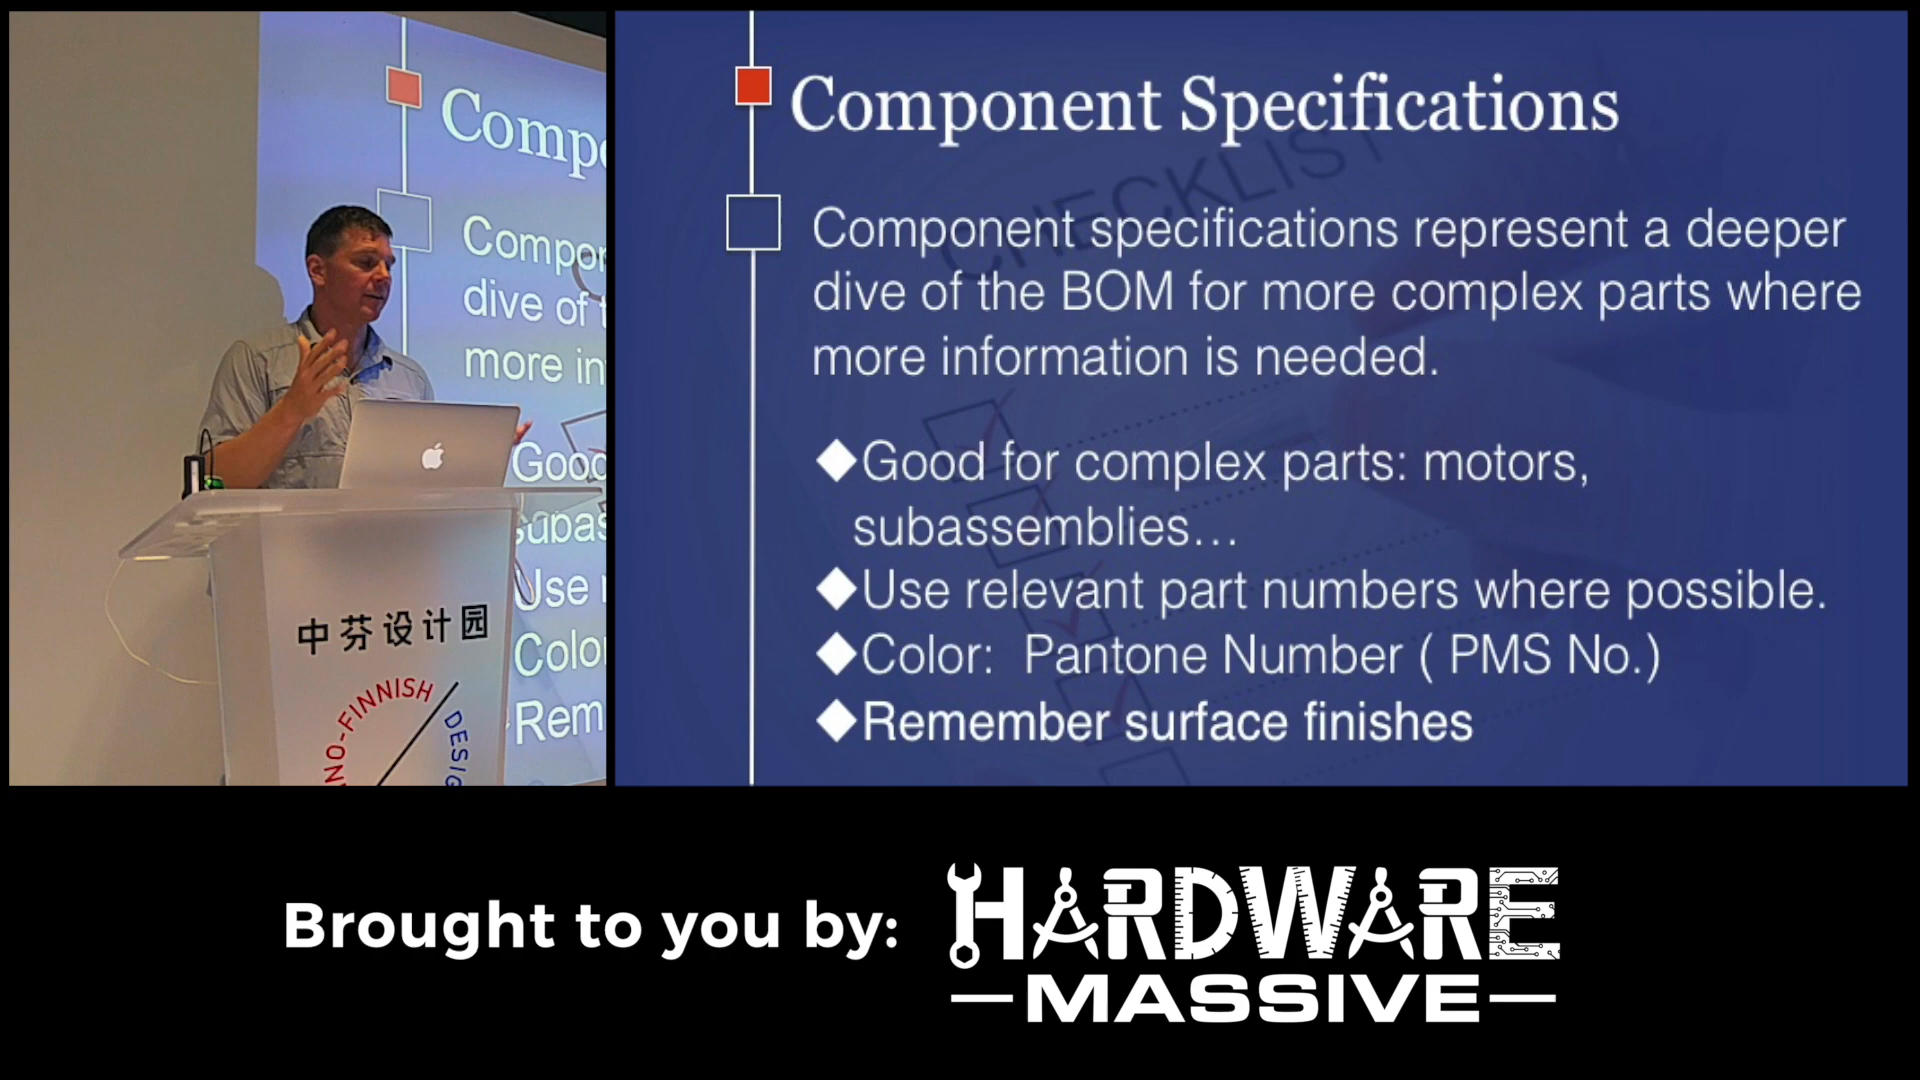 Compo
Compon
dive of t
more in
Good
subas
Use r
Color
Rem
中芬设计园
NO-FINNISH
DESIG
Component Specifications
CHECKLIST
Component specifications represent a deeper
dive of the BOM for more complex parts where
more information is needed.
◆Good for complex parts: motors,
subassemblies...
◆Use relevant part numbers where possible.
◆Color: Pantone Number ( PMS No.)
◆Remember surface finishes
Brought to you by:
HARDWARE
MASSIVE